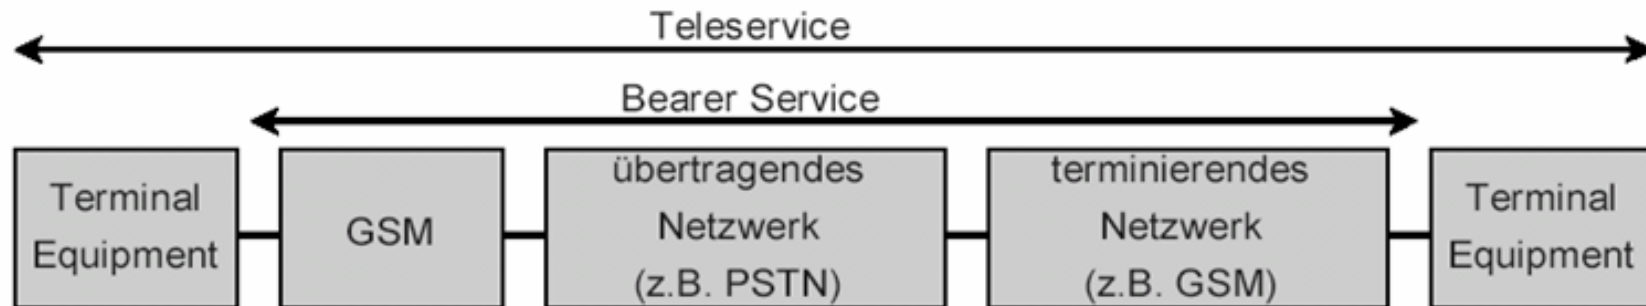 Teleservice
Bearer Service
Terminal
Equipment
GSM
übertragendes
Netzwerk
(z.B. PSTN)
terminierendes
Netzwerk
(z.B. GSM)
Terminal
Equipment